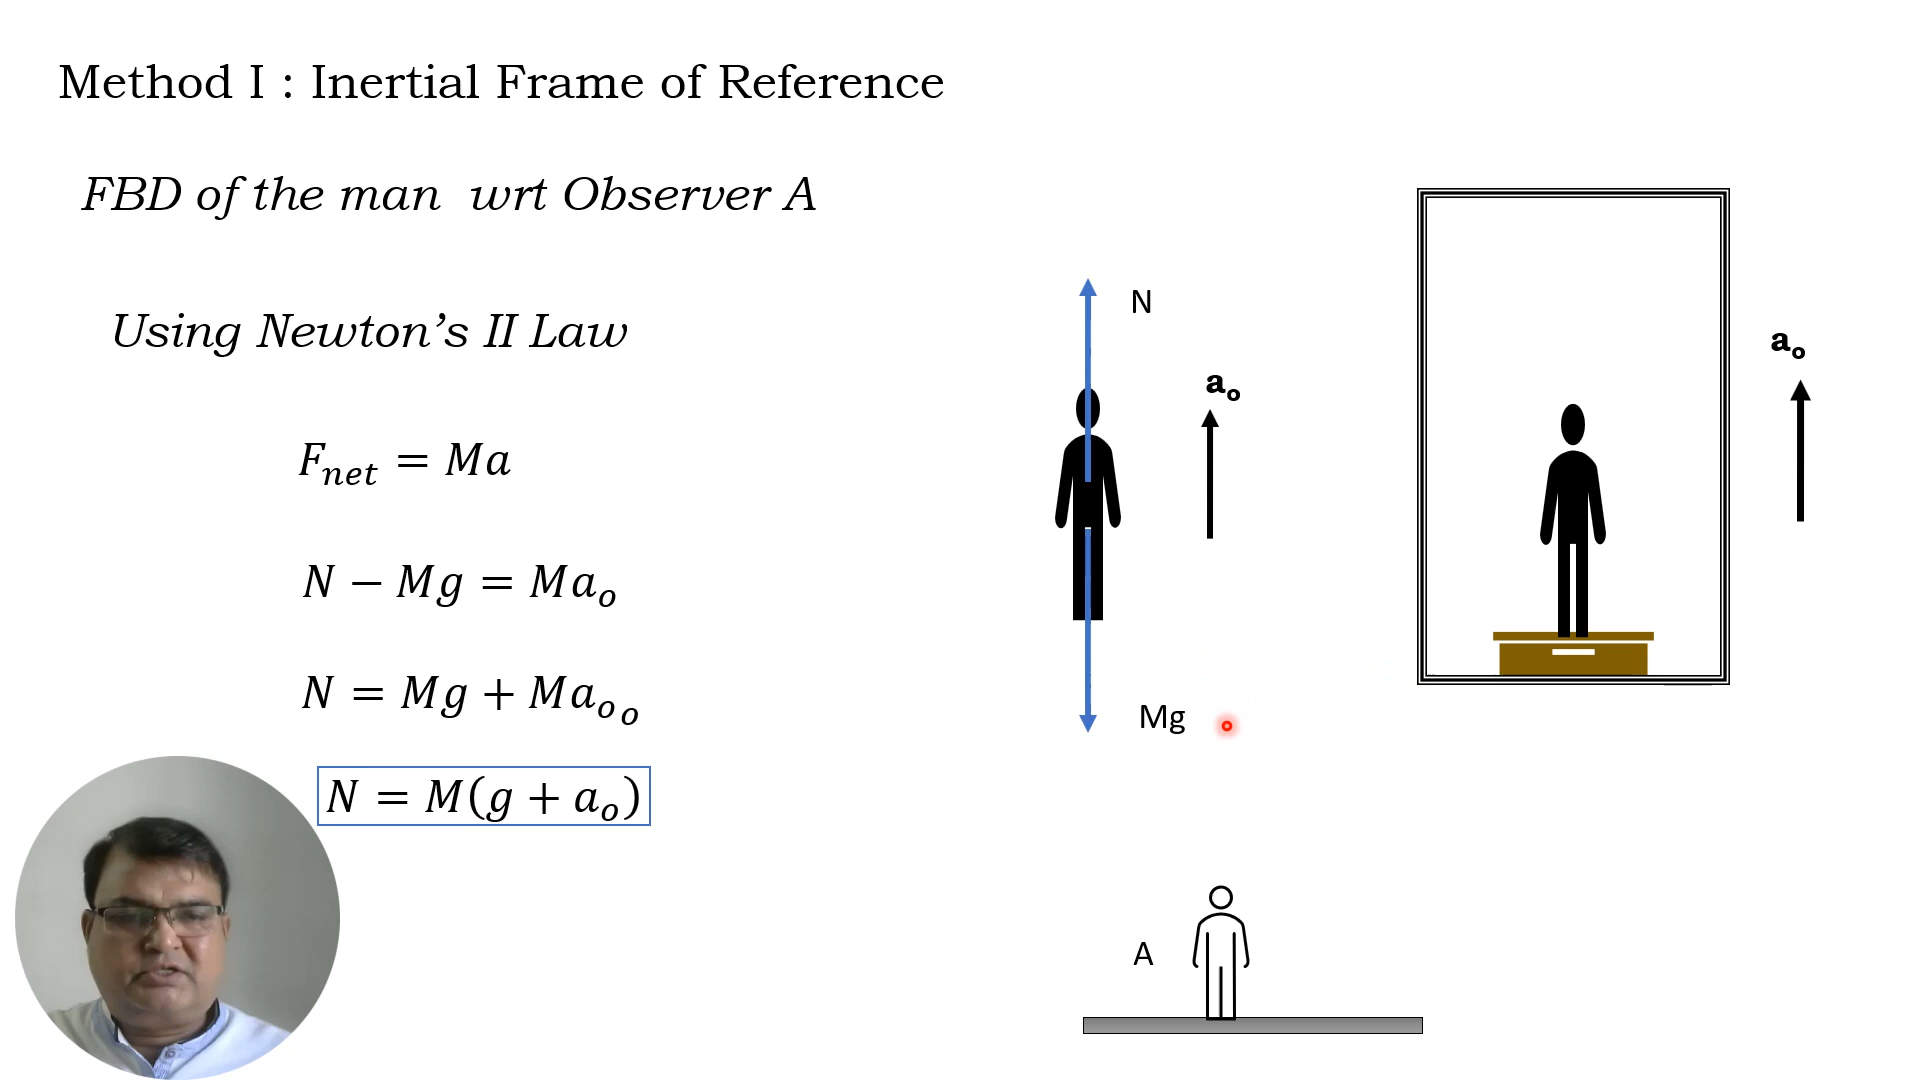 Method I : Inertial Frame of Reference
FBD of the man wrt Observer A
Using Newton's II Law
F_net = Ma
N − Mg = Ma_o
N = Mg + Ma_o_o
N = M(g + a_o)
N
a_o
Mg
a_o
A